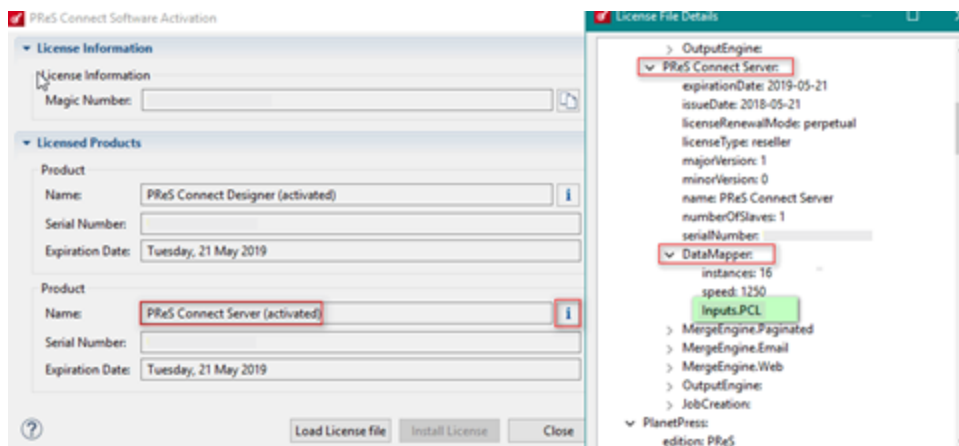 PReS Connect Software Activation
License Information
License Information
Magic Number:
Licensed Products
Product
Name: PReS Connect Designer (activated) i
Serial Number:
Expiration Date: Tuesday, 21 May 2019
Product
Name: PReS Connect Server (activated) i
Serial Number:
Expiration Date: Tuesday, 21 May 2019
? Load License file Install License Close
License File Details
> OutputEngine:
PReS Connect Server:
expirationDate: 2019-05-21
issueDate: 2018-05-21
licenseRenewalMode: perpetual
licenseType: reseller
majorVersion: 1
minorVersion: 0
name: PReS Connect Server
numberOfSlaves: 1
serialNumber:
DataMapper:
instances: 16
speed: 1250
Inputs.PCL
> MergeEngine.Paginated
> MergeEngine.Email
> MergeEngine.Web
> OutputEngine:
> JobCreation:
PlanetPress:
edition: PReS